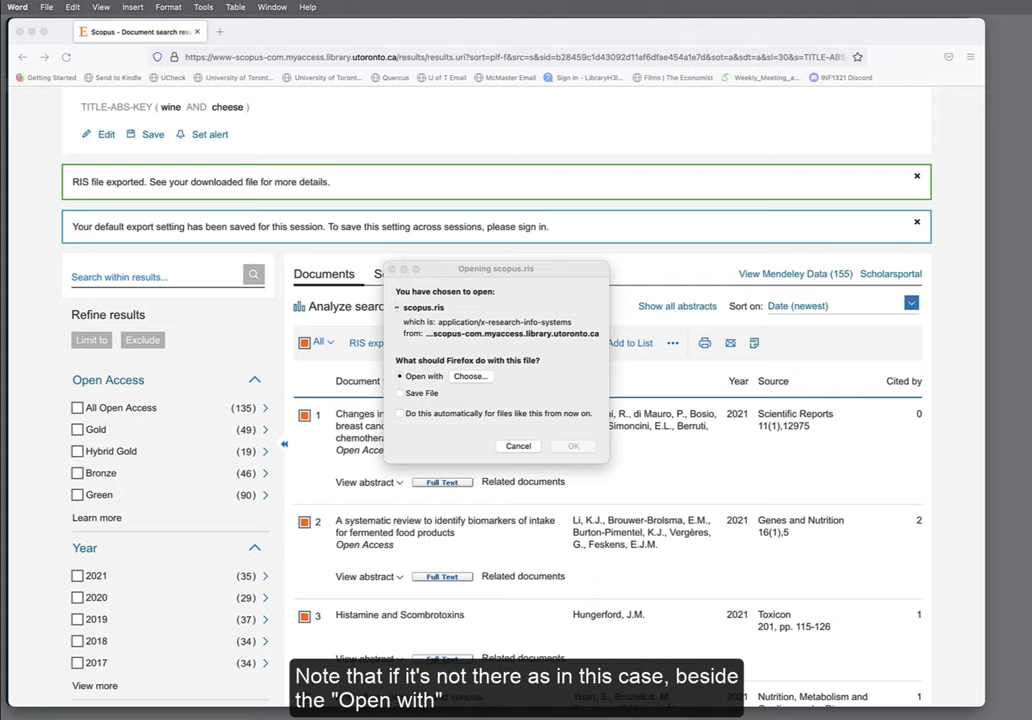 Word File Edit View Insert Format Tools Table Window Help
Scopus - Document search resu
https://www-scopus-com.myaccess.library.utoronto.ca/results/results.uri?sort=plf-f&src=s&sid=b28459c1d43092d11f6fbdfae454a1e7d&sot=a&sdt=a&sl=30&s=TITLE-ABS-
Getting Started Send to Kindle UCheck University of Toront... University of Toront... Quercus U of T Email McMaster Email Sign in - LibraryH3l... Films | The Economist Weekly_Meeting_a... INF1321 Discord
TITLE-ABS-KEY ( wine AND cheese )
Edit Save Set alert
RIS file exported. See your downloaded file for more details.
Your default export setting has been saved for this session. To save this setting across sessions, please sign in.
Search within results...
Refine results
Limit to Exclude
Open Access
All Open Access (135)
Gold (49)
Hybrid Gold (19)
Bronze (46)
Green (90)
Learn more
Year
2021 (35)
2020 (29)
2019 (37)
2018 (34)
2017 (34)
View more
Documents S View Mendeley Data (155) Scholarsportal
Analyze searc Show all abstracts Sort on: Date (newest)
All RIS exp Add to List
Document Year Source Cited by
Opening scopus.ris
You have chosen to open:
scopus.ris
which is: application/x-research-info-systems
from: ...scopus-com.myaccess.library.utoronto.ca
What should Firefox do with this file?
Open with Choose...
Save File
Do this automatically for files like this from now on.
Cancel OK
1 Changes in ni, R., di Mauro, P., Bosio, 2021 Scientific Reports 0
breast canc Simoncini, E.L., Berruti, 11(1),12975
chemothera
Open Acces
View abstract Full Text Related documents
2 A systematic review to identify biomarkers of intake Li, K.J., Brouwer-Brolsma, E.M., 2021 Genes and Nutrition 2
for fermented food products Burton-Pimentel, K.J., Vergères, 16(1),5
Open Access G., Feskens, E.J.M.
View abstract Full Text Related documents
3 Histamine and Scombrotoxins Hungerford, J.M. 2021 Toxicon 1
201, pp. 115-126
Nutrition, Metabolism and 1
Note that if it's not there as in this case, beside
the "Open with"